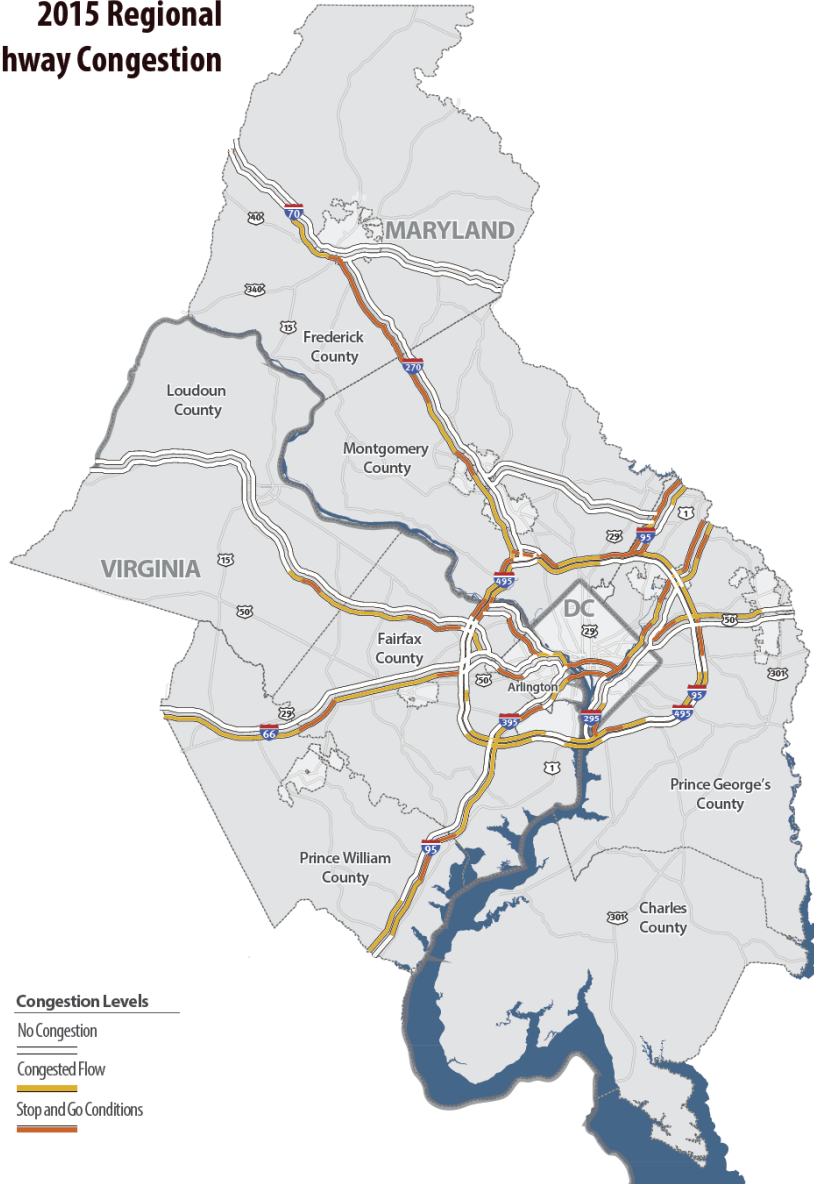 2015 Regional
hway Congestion
70
40
MARYLAND
340
15
Frederick
County
270
Loudoun
County
Montgomery
County
1
29
95
VIRGINIA
15
495
50
DC
29
50
Fairfax
County
301
50
Arlington
95
29
395
295
495
66
1
Prince George's
County
95
Prince William
County
301
Charles
County
Congestion Levels
No Congestion
Congested Flow
Stop and Go Conditions